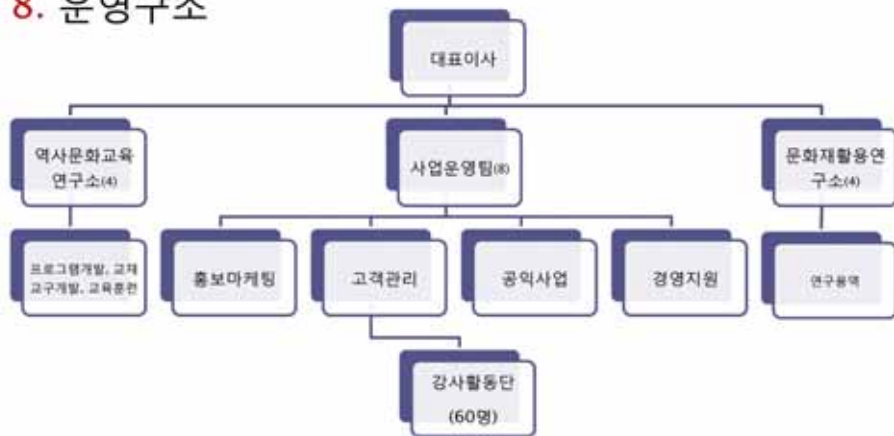 8. 운영구조
대표이사
역사문화교육
연구소(4)
사업운영팀(8)
문화재활용연
구소(4)
프로그램개발, 교재
교구개발, 교육훈련
홍보마케팅
고객관리
공익사업
경영지원
연구용역
강사활동단
(60명)